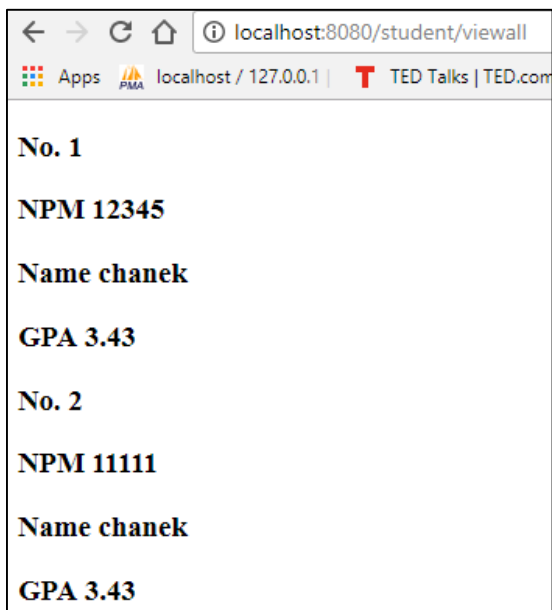 localhost:8080/student/viewall
Apps PMA localhost / 127.0.0.1 | T TED Talks | TED.com
No. 1
NPM 12345
Name chanek
GPA 3.43
No. 2
NPM 11111
Name chanek
GPA 3.43